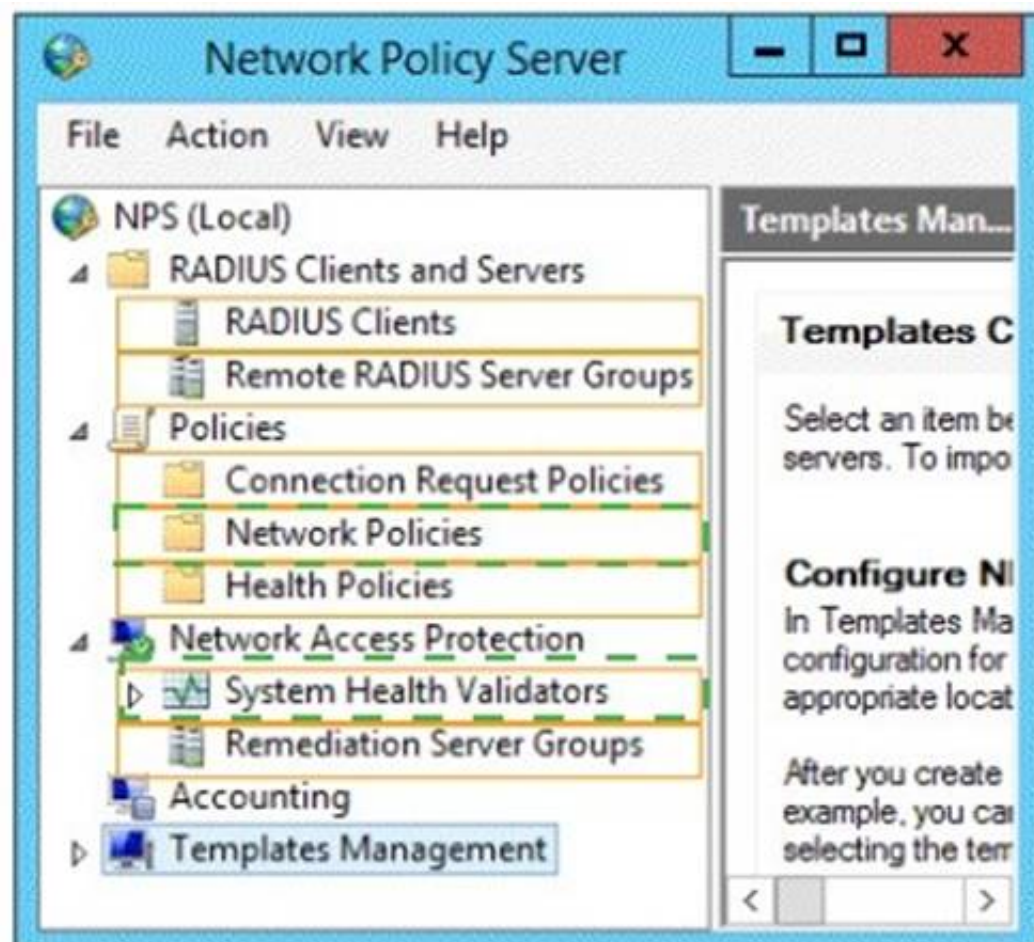 Network Policy Server
File Action View Help
NPS (Local)
RADIUS Clients and Servers
RADIUS Clients
Remote RADIUS Server Groups
Policies
Connection Request Policies
Network Policies
Health Policies
Network Access Protection
System Health Validators
Remediation Server Groups
Accounting
Templates Management
Templates Man...
Templates C
Select an item be
servers. To impo
Configure N
In Templates Ma
configuration for
appropriate locat
After you create
example, you can
selecting the tem